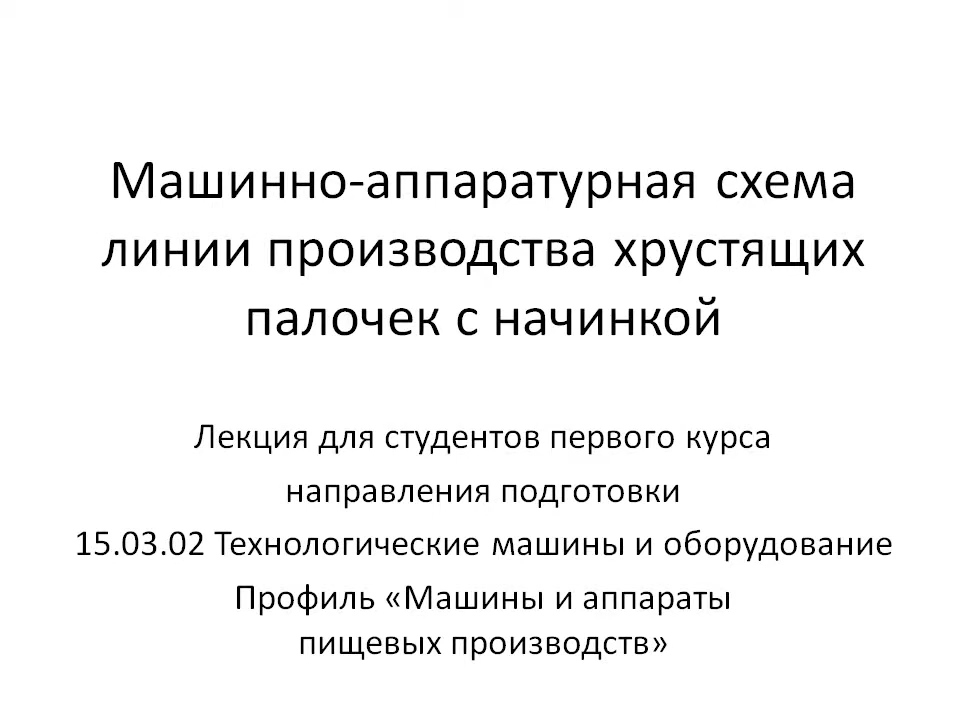 Машинно-аппаратурная схема
линии производства хрустящих
палочек с начинкой
Лекция для студентов первого курса
направления подготовки
15.03.02 Технологические машины и оборудование
Профиль «Машины и аппараты
пищевых производств»